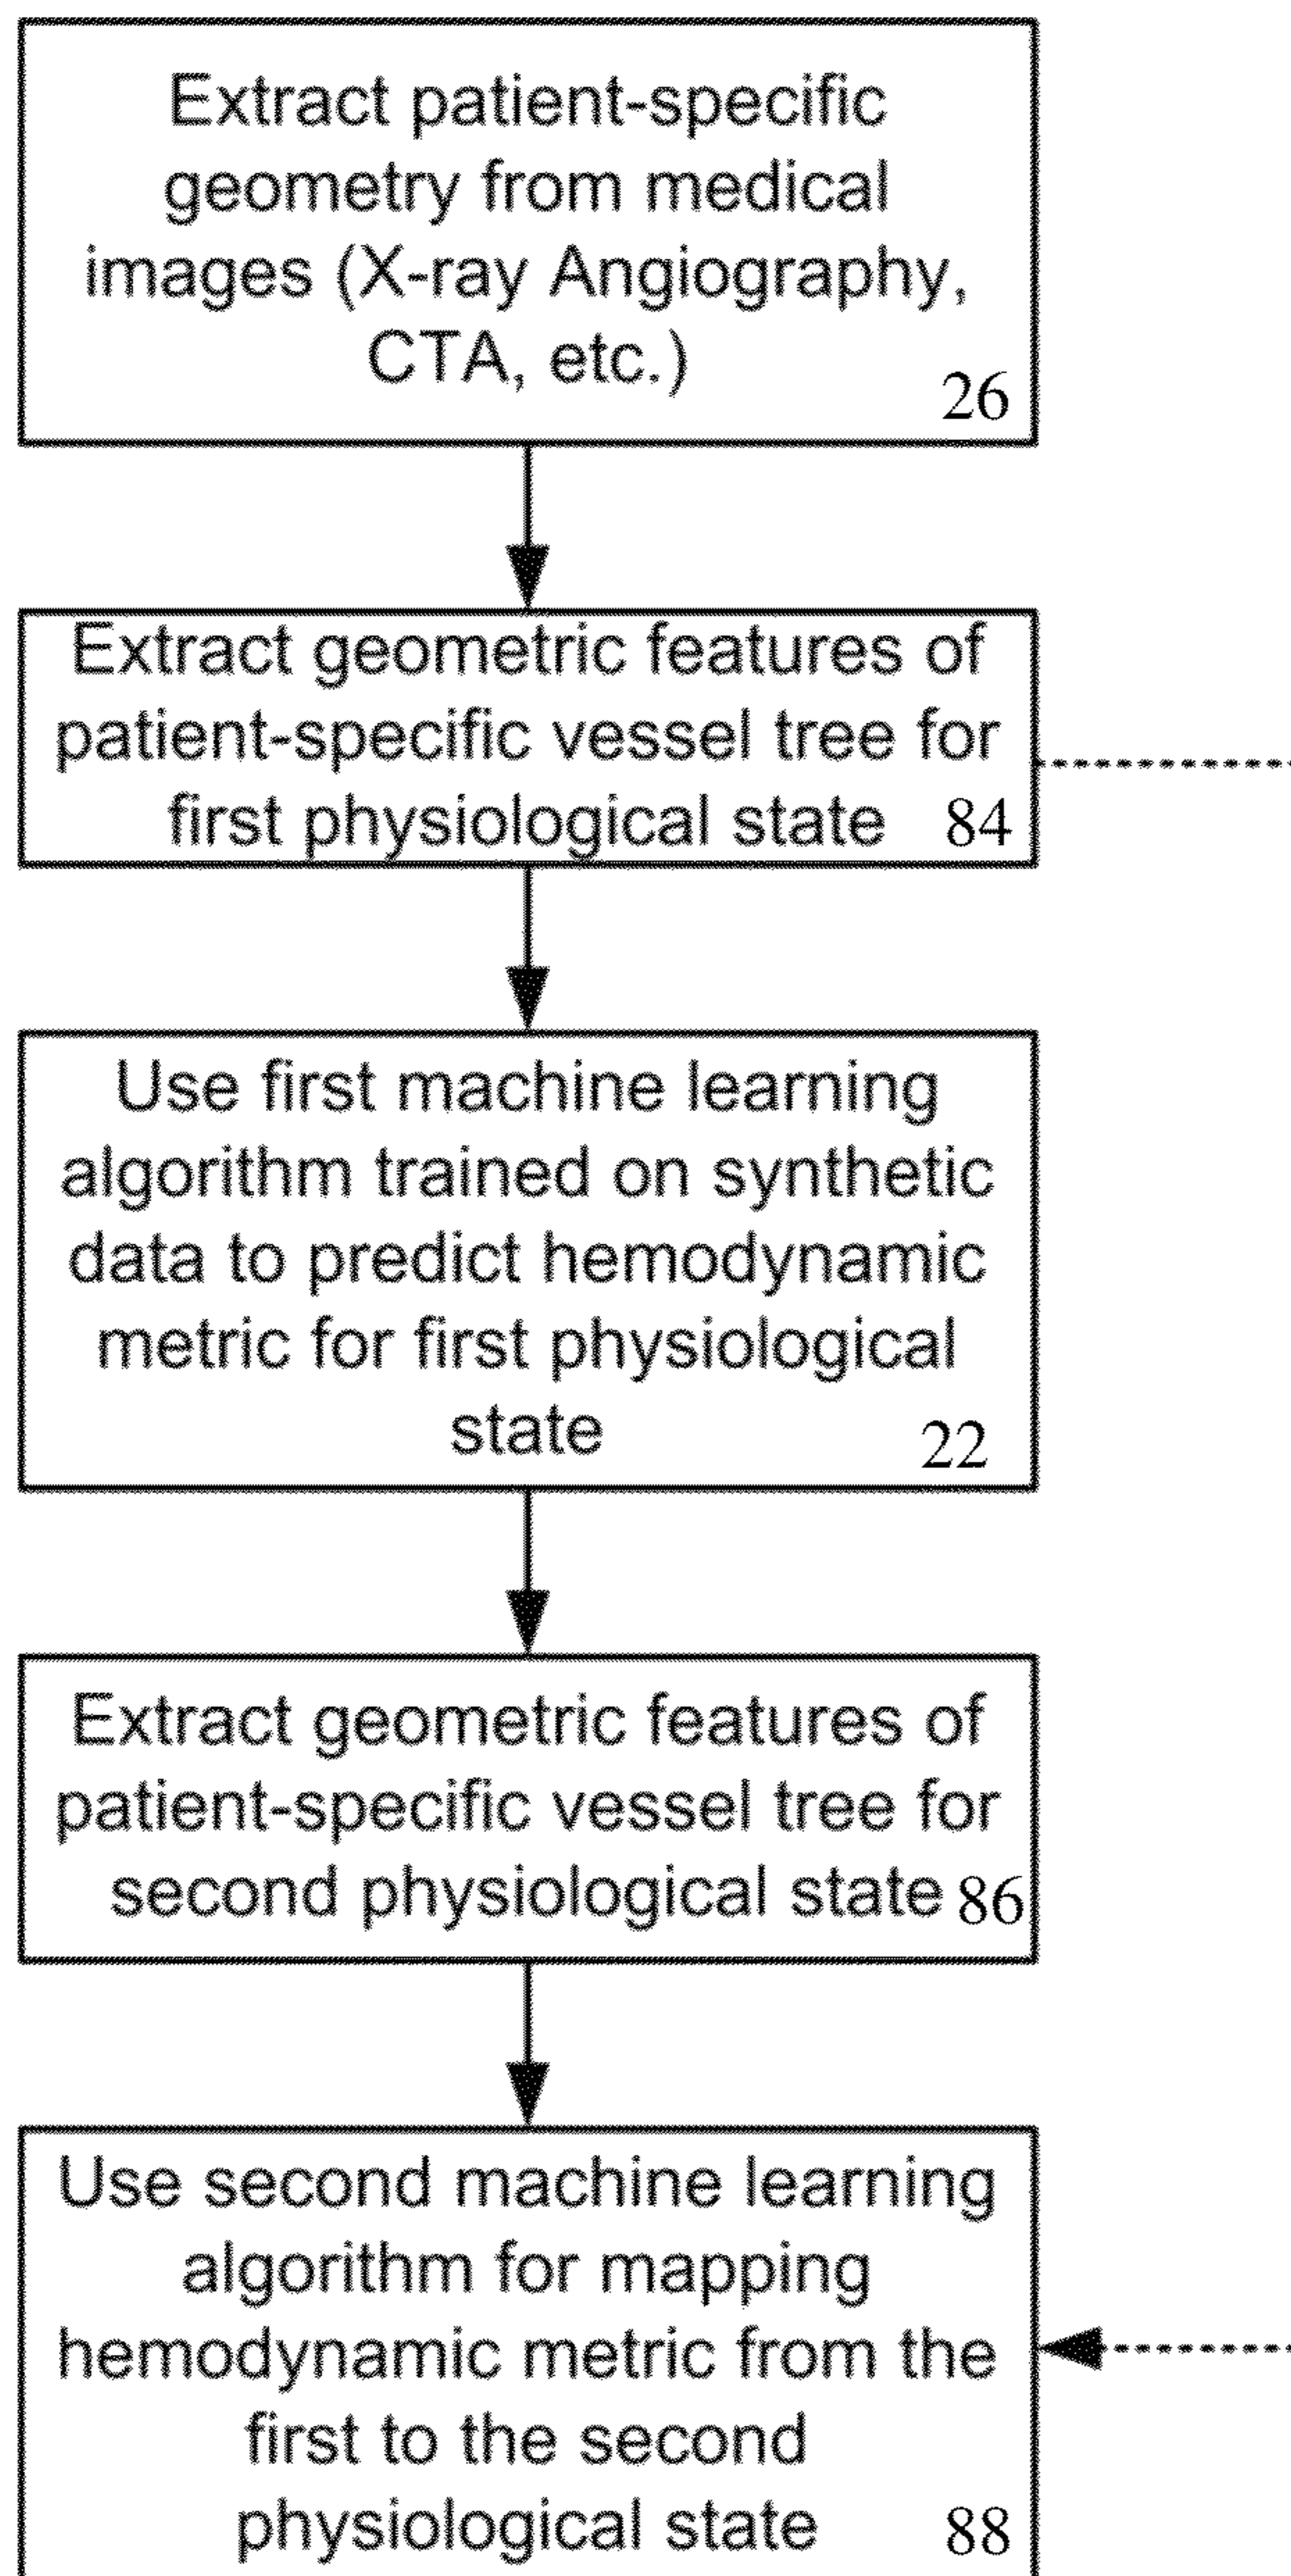 Extract patient-specific
geometry from medical
images (X-ray Angiography,
CTA, etc.)
26
Extract geometric features of
patient-specific vessel tree for
first physiological state 84
Use first machine learning
algorithm trained on synthetic
data to predict hemodynamic
metric for first physiological
state
22
Extract geometric features of
patient-specific vessel tree for
second physiological state 86
Use second machine learning
algorithm for mapping
hemodynamic metric from the
first to the second
physiological state 88